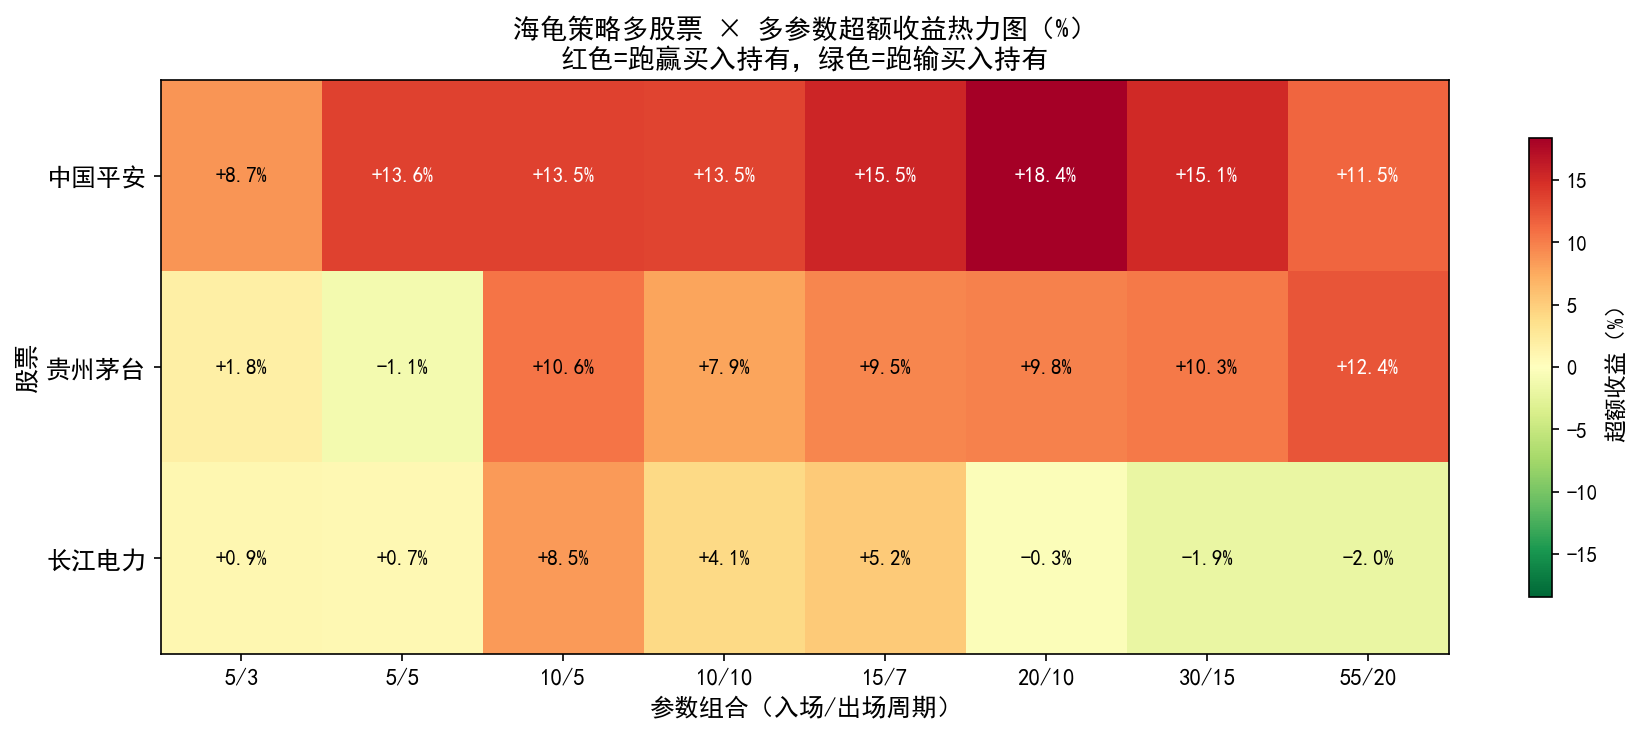 海龟策略多股票 × 多参数超额收益热力图（%）
红色=跑赢买入持有，绿色=跑输买入持有
股票
中国平安 +8.7% +13.6% +13.5% +13.5% +15.5% +18.4% +15.1% +11.5%
贵州茅台 +1.8% −1.1% +10.6% +7.9% +9.5% +9.8% +10.3% +12.4%
长江电力 +0.9% +0.7% +8.5% +4.1% +5.2% −0.3% −1.9% −2.0%
5/3 5/5 10/5 10/10 15/7 20/10 30/15 55/20
参数组合（入场/出场周期）
15
10
5
0
−5
−10
−15
超额收益（%）